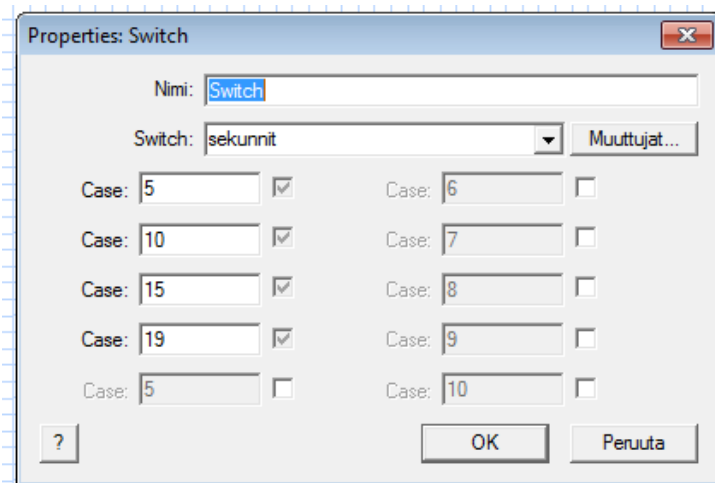 Properties: Switch
Nimi: Switch
Switch: sekunnit Muuttujat...
Case: 5 Case: 6
Case: 10 Case: 7
Case: 15 Case: 8
Case: 19 Case: 9
Case: 5 Case: 10
? OK Peruuta